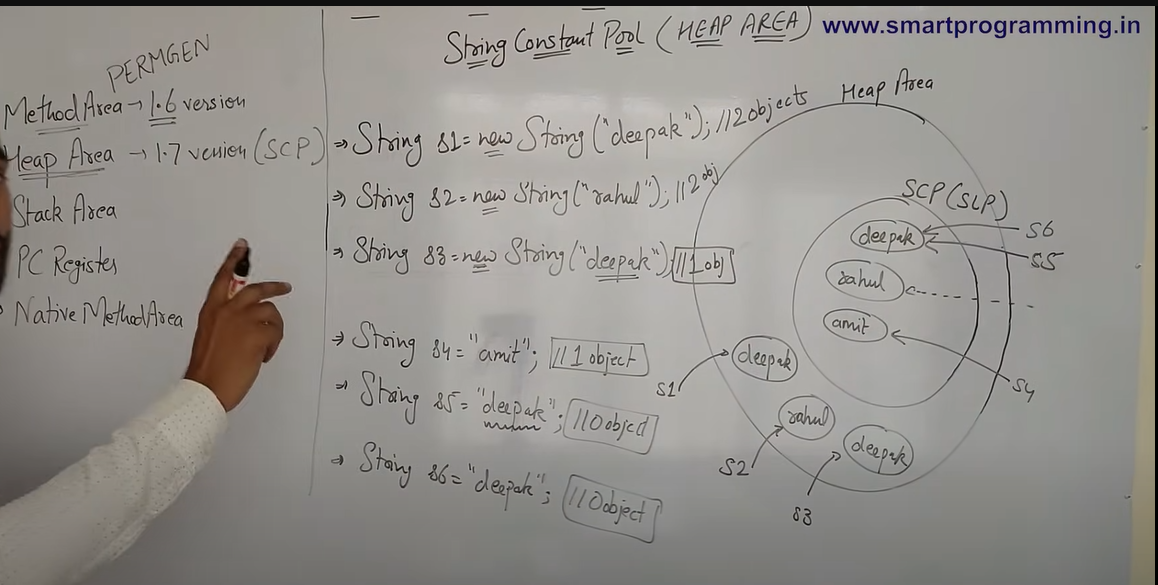 www.smartprogramming.in
String Constant Pool (HEAP AREA)
PERMGEN
Method Area → 1.6 version
Heap Area → 1.7 version (SCP)
Stack Area
PC Register
Native Method Area
⇒ String s1 = new String("deepak"); // 2 objects
⇒ String s2 = new String("rahul"); // 2 obj
⇒ String s3 = new String("deepak"); // 1 obj
⇒ String s4 = "amit"; // 1 object
⇒ String s5 = "deepak"; // 0 object
⇒ String s6 = "deepak"; // 0 object
Heap Area
SCP (SLP)
deepak
s6
s5
rahul
amit
s4
deepak
s1
rahul
s2
deepak
s3